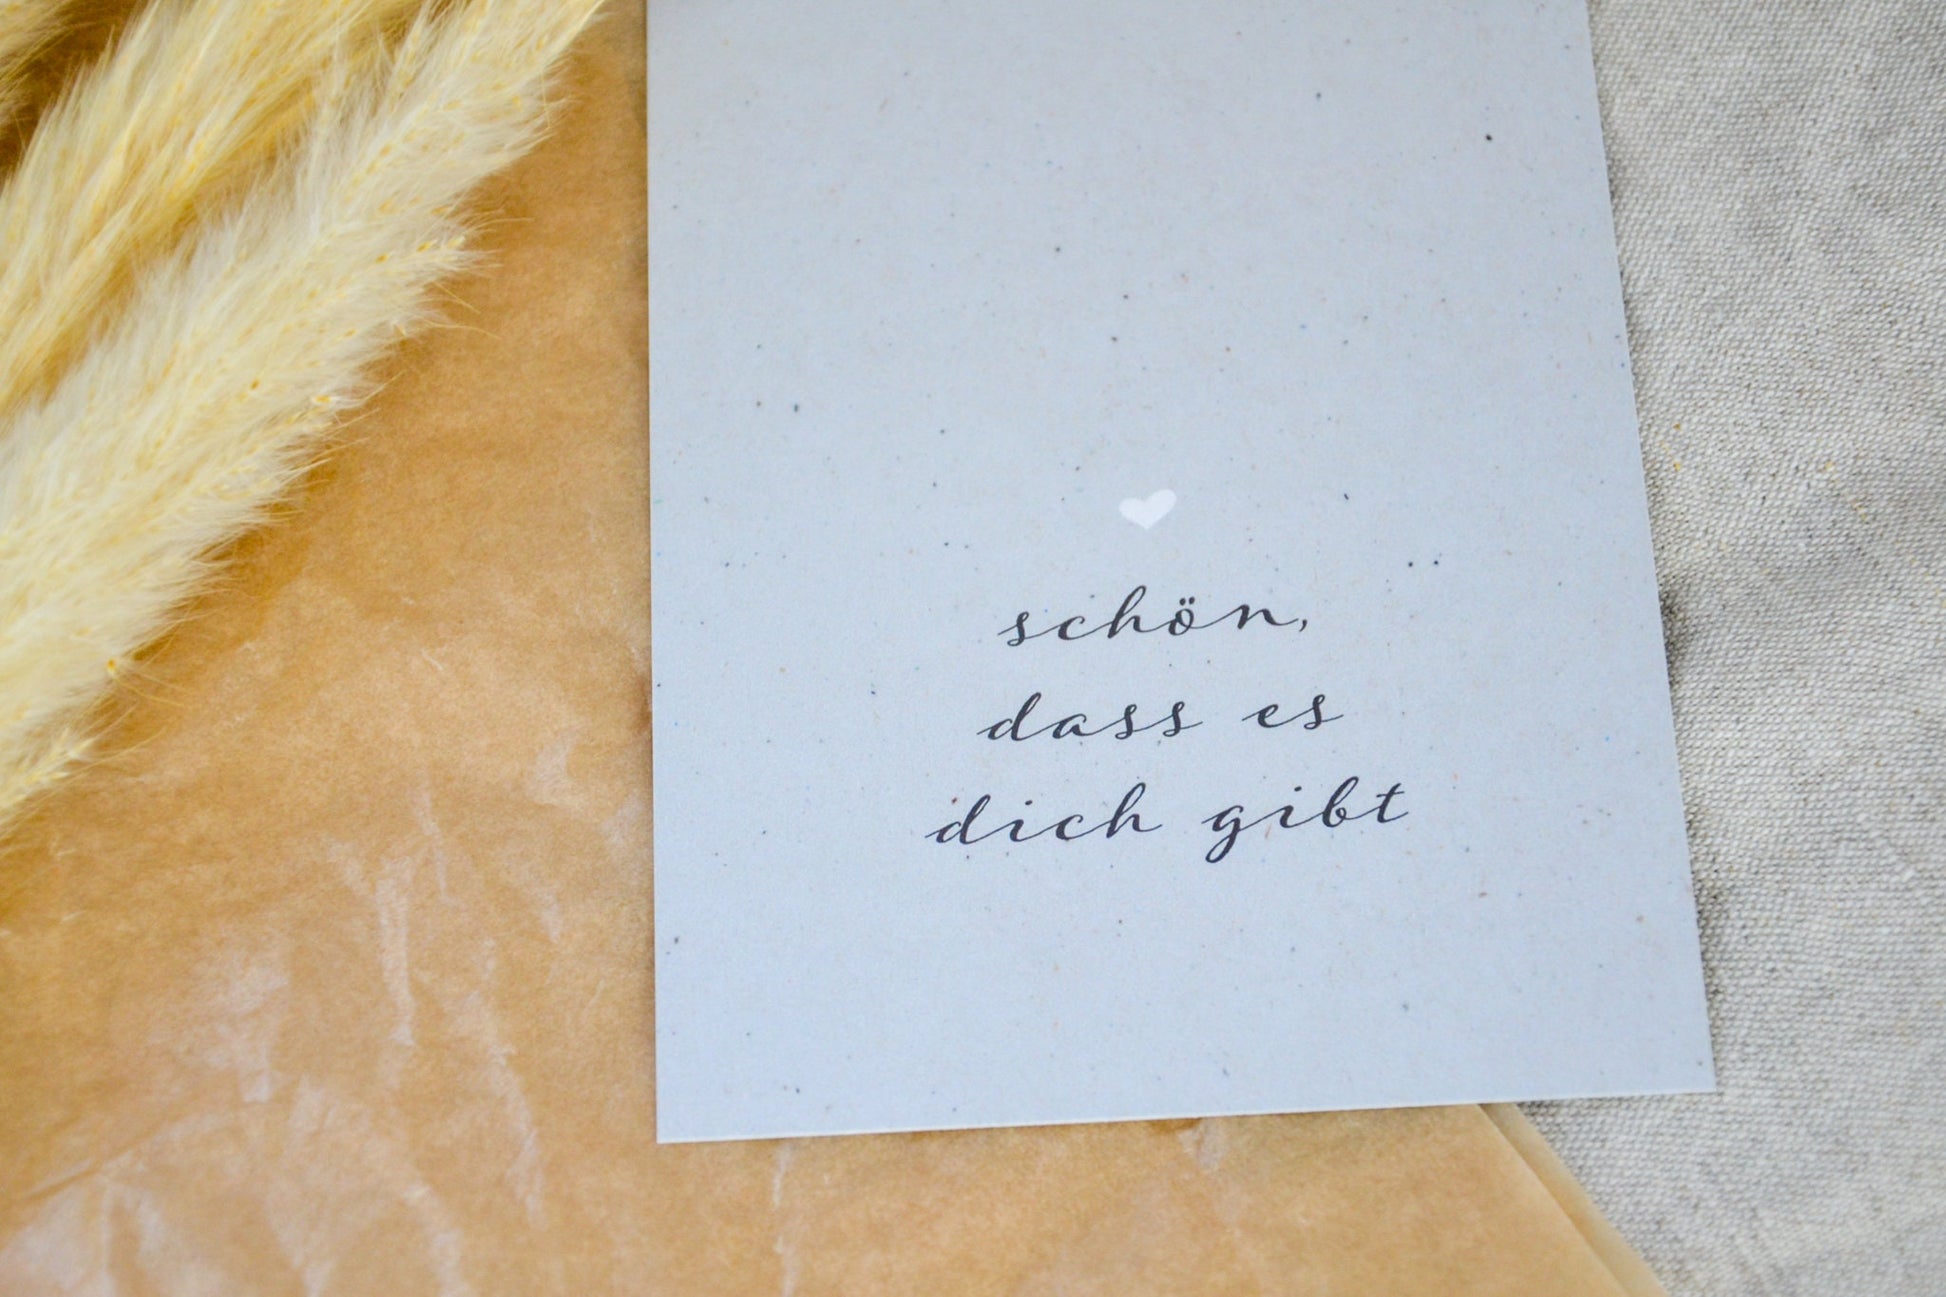 schön,
dass es
dich gibt